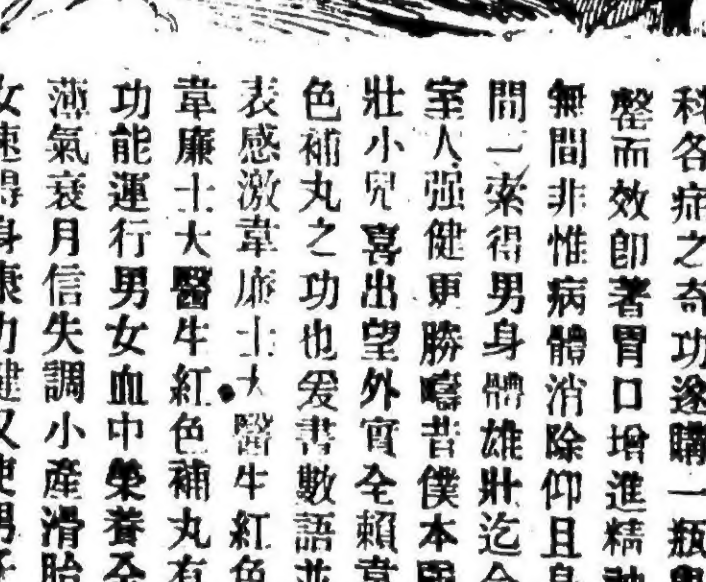 科各症之奇功遂購一瓶
罄而效卽著胃口增進精神
無間非惟病體消除仰且身
問一索得男身體雄壯迄今
室人强健更勝疇昔僕本醫
壯小兒喜出望外實全賴韋
色補丸之功也爰書數語並
表感激韋廉士大醫生紅色
韋廉士大醫生紅色補丸有
功能運行男女血中榮養全
薄氣衰月信失調小產滑胎
女速得身康力健又使男子